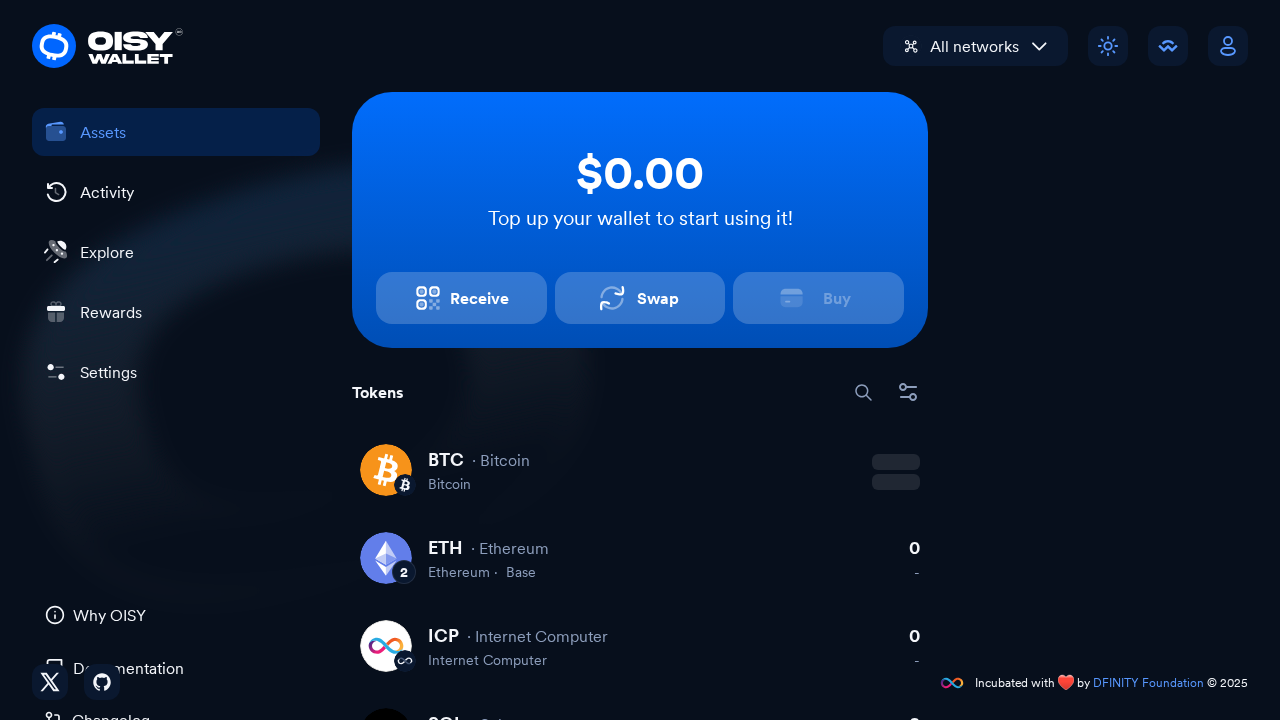 OISY
WALLET
All networks
Assets
Activity
Explore
Rewards
Settings
$0.00
Top up your wallet to start using it!
Receive
Swap
Buy
Tokens
BTC · Bitcoin
Bitcoin
ETH · Ethereum
0
2
Ethereum · Base
-
ICP · Internet Computer
0
Internet Computer
-
Why OISY
Documentation
Changelog
Incubated with ❤️ by DFINITY Foundation © 2025